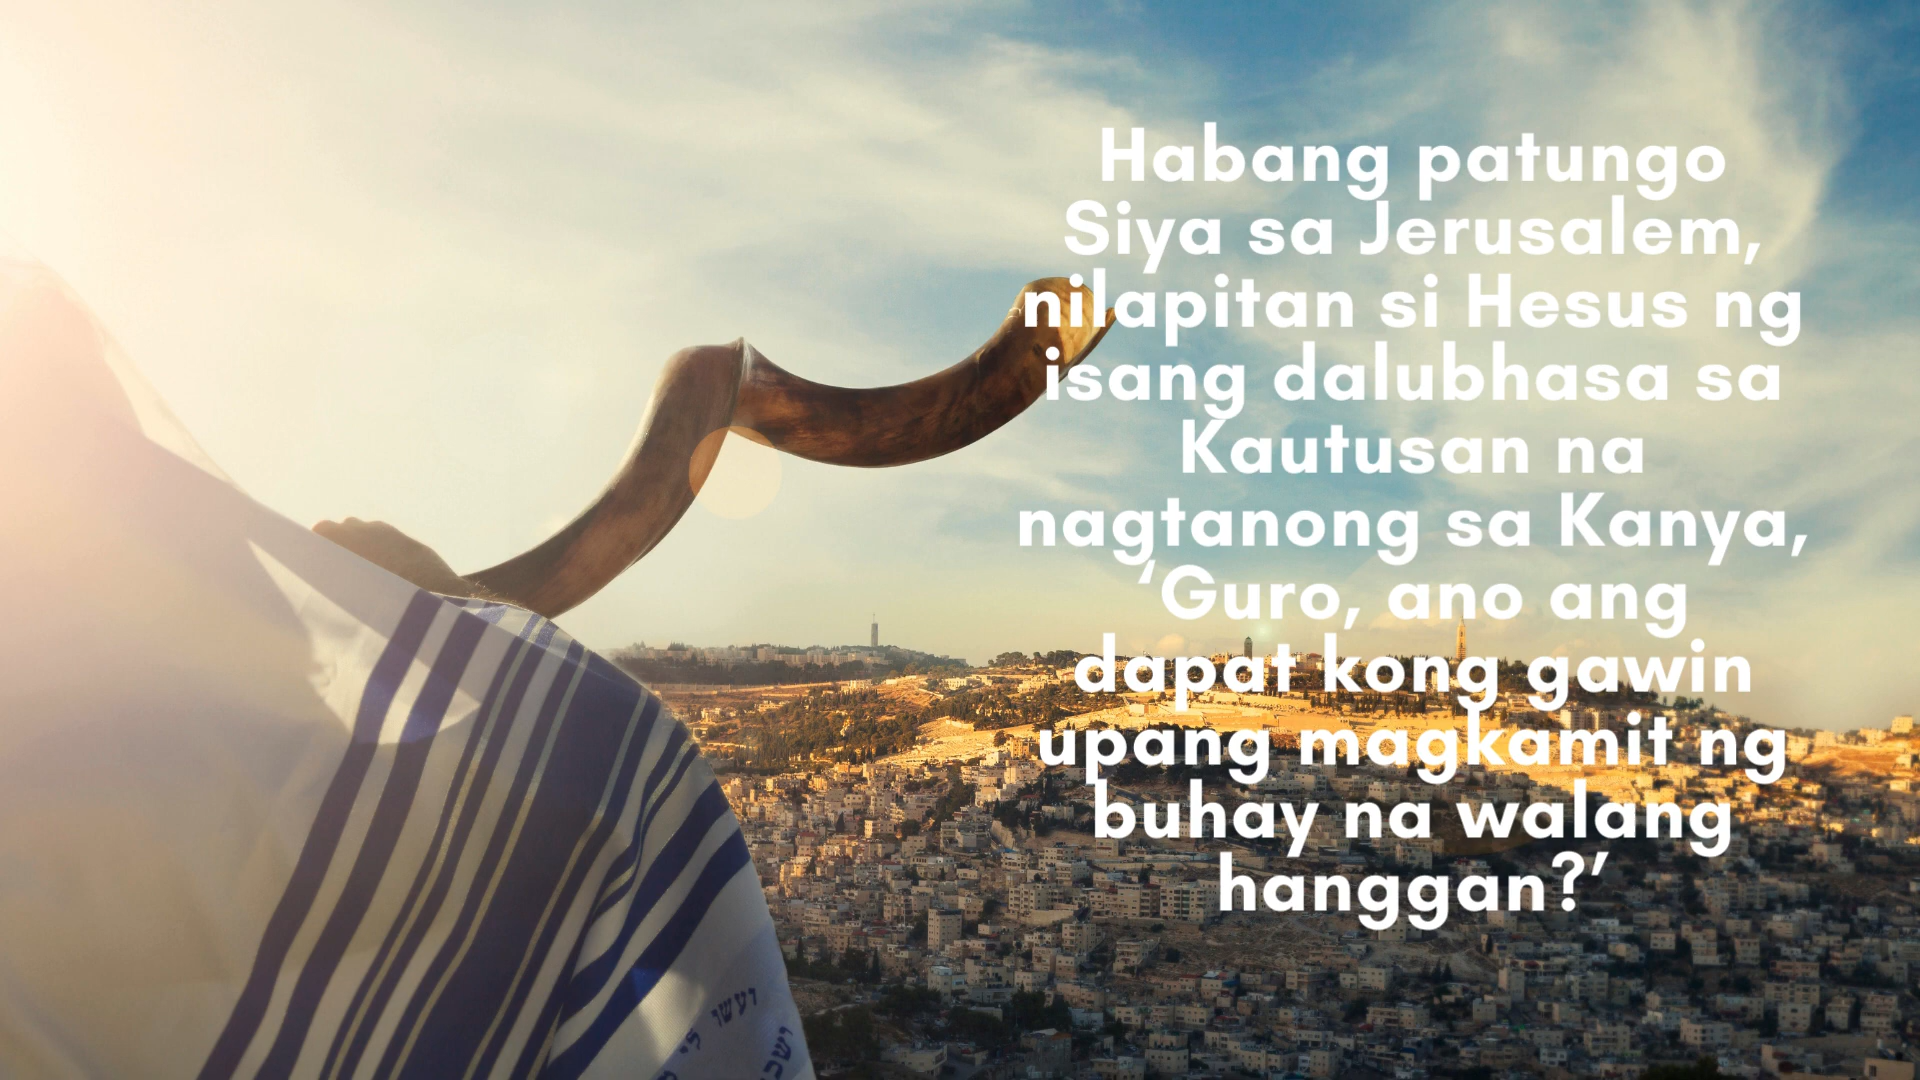 Habang patungo
Siya sa Jerusalem,
nilapitan si Hesus ng
isang dalubhasa sa
Kautusan na
nagtanong sa Kanya,
‘Guro, ano ang
dapat kong gawin
upang magkamit ng
buhay na walang
hanggan?’
ועשו